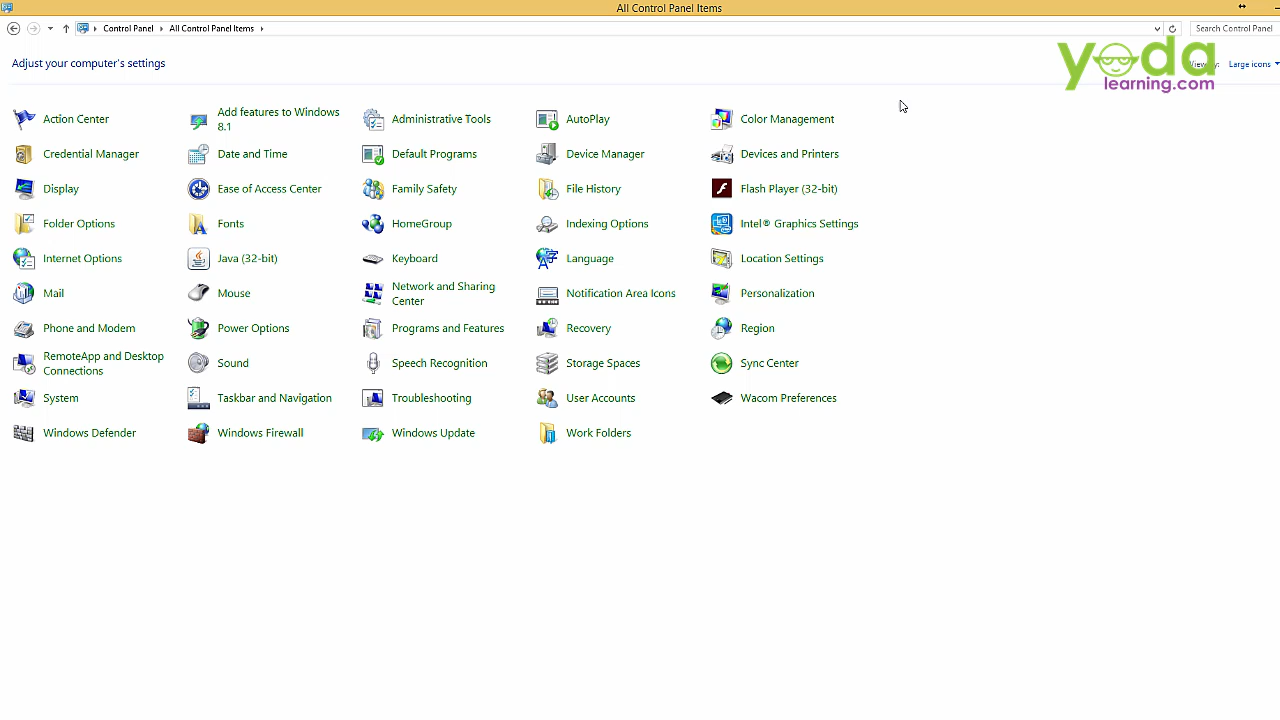 All Control Panel Items
Control Panel All Control Panel Items Search Control Panel
Adjust your computer's settings
yoda
learning.com
Large icons
Action Center
Add features to Windows
8.1
Administrative Tools
AutoPlay
Color Management
Credential Manager
Date and Time
Default Programs
Device Manager
Devices and Printers
Display
Ease of Access Center
Family Safety
File History
Flash Player (32-bit)
Folder Options
Fonts
HomeGroup
Indexing Options
Intel® Graphics Settings
Internet Options
Java (32-bit)
Keyboard
Language
Location Settings
Mail
Mouse
Network and Sharing
Center
Notification Area Icons
Personalization
Phone and Modem
Power Options
Programs and Features
Recovery
Region
RemoteApp and Desktop
Connections
Sound
Speech Recognition
Storage Spaces
Sync Center
System
Taskbar and Navigation
Troubleshooting
User Accounts
Wacom Preferences
Windows Defender
Windows Firewall
Windows Update
Work Folders